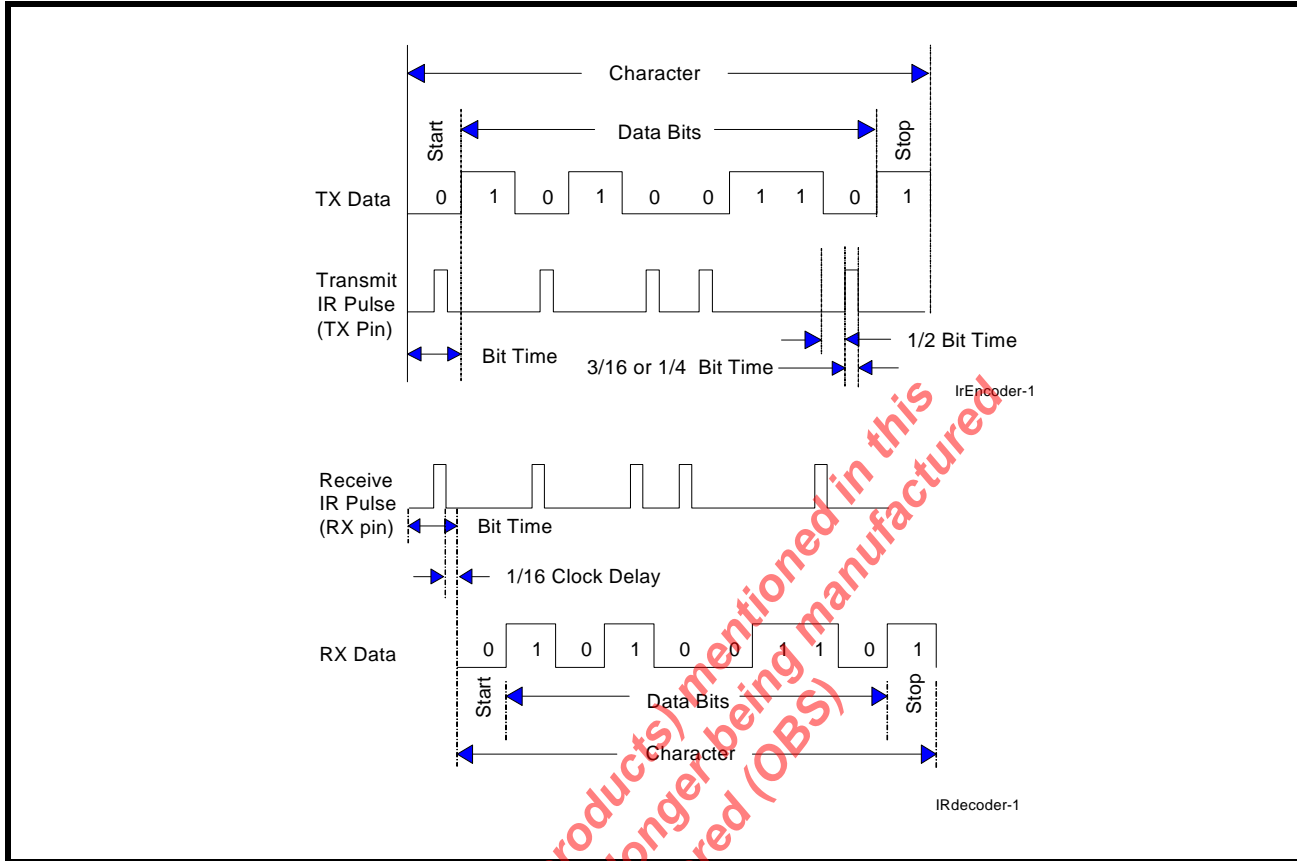 Character
Start
Data Bits
Stop
TX Data
0 1 0 1 0 0 1 1 0 1
Transmit
IR Pulse
(TX Pin)
Bit Time
1/2 Bit Time
3/16 or 1/4 Bit Time
IrEncoder-1
Receive
IR Pulse
(RX pin)
Bit Time
1/16 Clock Delay
RX Data
0 1 0 1 0 0 1 1 0 1
Start
Data Bits
Stop
Character
IRdecoder-1
roducts) mentioned in this
onger being manufactured
red (OBS)